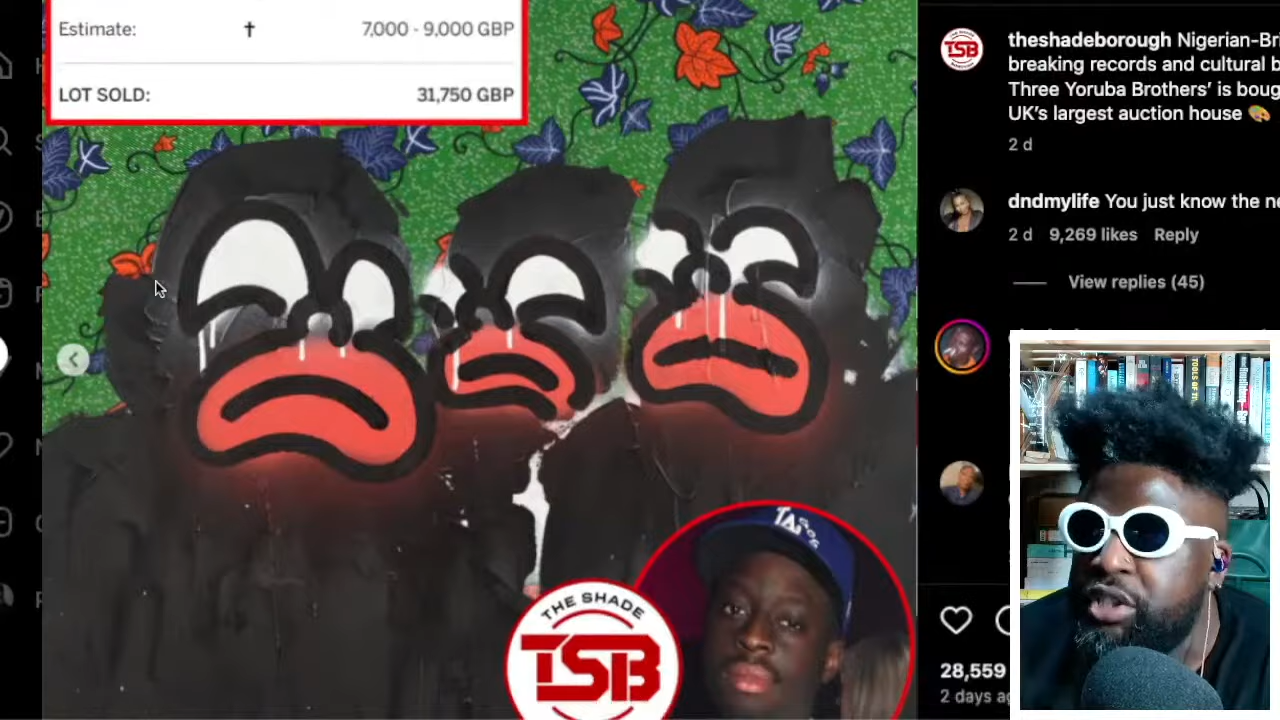 Estimate: † 7,000 - 9,000 GBP
LOT SOLD: 31,750 GBP
theshadeborough Nigerian-Bri
breaking records and cultural b
Three Yoruba Brothers’ is boug
UK’s largest auction house 🎨
2 d
dndmylife You just know the ne
2 d 9,269 likes Reply
View replies (45)
THE SHADE
TSB
TSB
28,559
2 days ag